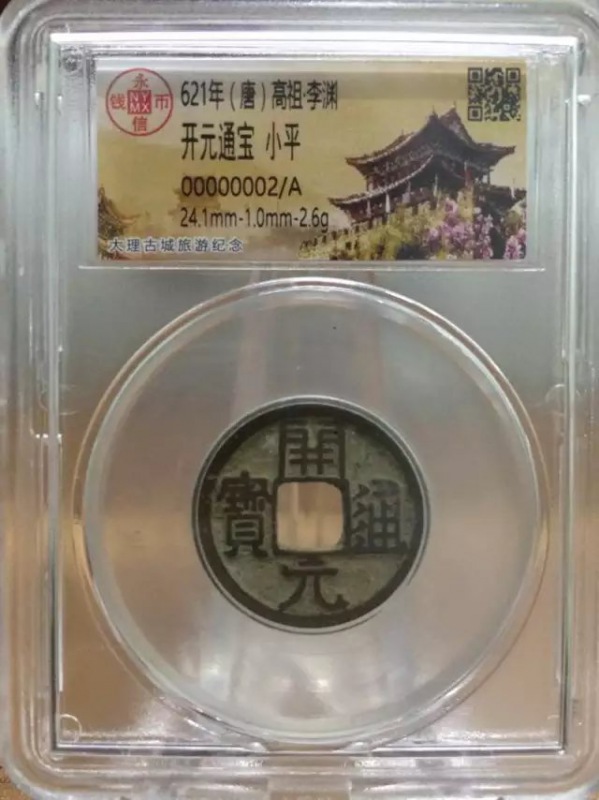 永
钱 NY 币
MX
信
621年(唐)高祖·李渊
开元通宝 小平
00000002/A
24.1mm-1.0mm-2.6g
大理古城旅游纪念
開
寶 通
元